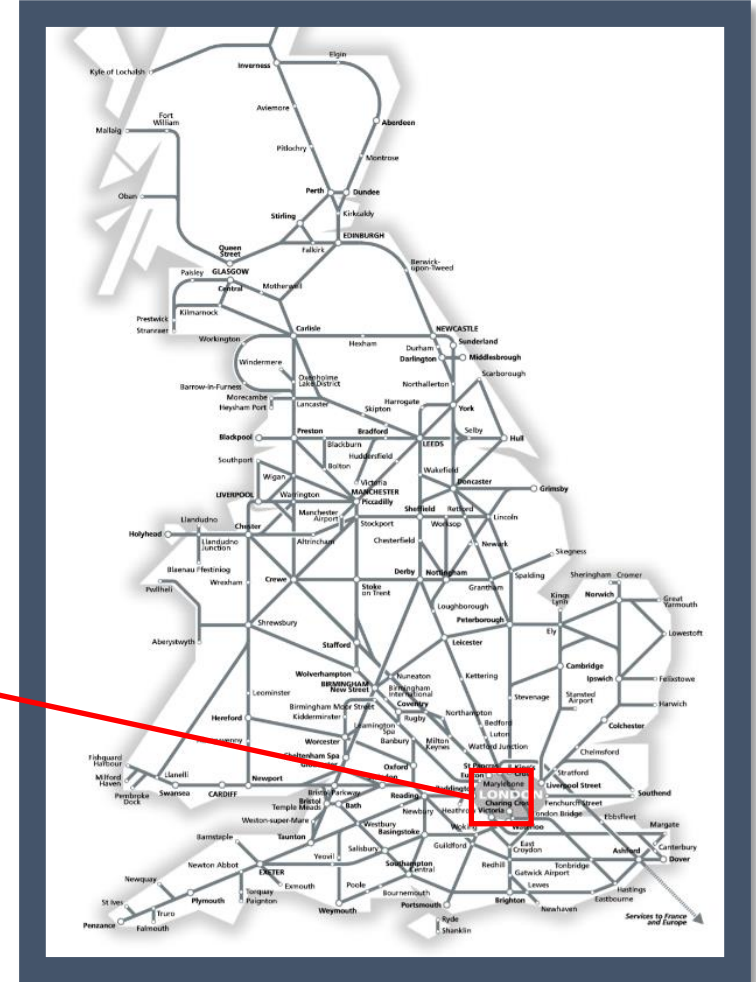 Elgin
Inverness
Kyle of Lochalsh
Aviemore
Fort
William
Mallaig
Aberdeen
Pitlochry
Montrose
Perth
Dundee
Oban
Stirling
Kirkcaldy
EDINBURGH
Queen
Street
Falkirk
Berwick-
upon-Tweed
Paisley
GLASGOW
Central
Motherwell
Prestwick
Kilmarnock
Stranraer
Carlisle
NEWCASTLE
Workington
Hexham
Sunderland
Durham
Darlington
Middlesbrough
Windermere
Scarborough
Oxenholme
Lake District
Barrow-in-Furness
Northallerton
Morecambe
Lancaster
Harrogate
Heysham Port
Skipton
York
Blackpool
Preston
Bradford
Selby
Hull
Blackburn
LEEDS
Huddersfield
Southport
Bolton
Wakefield
Wigan
Victoria
Doncaster
MANCHESTER
LIVERPOOL
Warrington
Piccadilly
Grimsby
Manchester
Airport
Sheffield
Retford
Llandudno
Stockport
Worksop
Lincoln
Holyhead
Chester
Llandudno
Junction
Altrincham
Chesterfield
Newark
Skegness
Blaenau Ffestiniog
Derby
Nottingham
Spalding
Sheringham
Cromer
Pwllheli
Wrexham
Crewe
Stoke
on Trent
Grantham
Kings
Lynn
Norwich
Great
Yarmouth
Loughborough
Shrewsbury
Peterborough
Ely
Lowestoft
Aberystwyth
Stafford
Leicester
Wolverhampton
Cambridge
BIRMINGHAM
New Street
Nuneaton
Kettering
Ipswich
Felixstowe
Birmingham
International
Leominster
Stevenage
Stansted
Airport
Birmingham Moor Street
Coventry
Harwich
Hereford
Kidderminster
Rugby
Northampton
Leamington
Spa
Bedford
Colchester
Worcester
Banbury
Milton
Keynes
Luton
Cheltenham Spa
Watford Junction
Chelmsford
Fishguard
Harbour
Oxford
St Pancras
Stratford
Milford
Haven
Llanelli
Newport
Marylebone
Liverpool Street
Pembroke
Dock
Swansea
CARDIFF
Bristol Parkway
Reading
LONDON
Southend
Bristol
Temple Meads
Bath
Charing Cross
Fenchurch Street
Newbury
Victoria
London Bridge
Ebbsfleet
Weston-super-Mare
Westbury
Waterloo
Margate
Barnstaple
Taunton
Basingstoke
Canterbury
Yeovil
Salisbury
Guildford
East
Croydon
Ashford
Dover
Newton Abbot
Southampton
Central
Redhill
Tonbridge
Newquay
EXETER
Gatwick Airport
St Ives
Plymouth
Torquay
Exmouth
Poole
Lewes
Hastings
Paignton
Bournemouth
Brighton
Eastbourne
Truro
Weymouth
Portsmouth
Newhaven
Penzance
Falmouth
Ryde
Services to France
and Europe
Shanklin